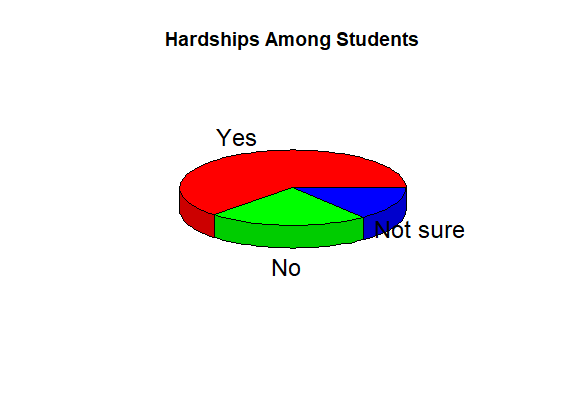 Hardships Among Students
Yes
Not sure
No